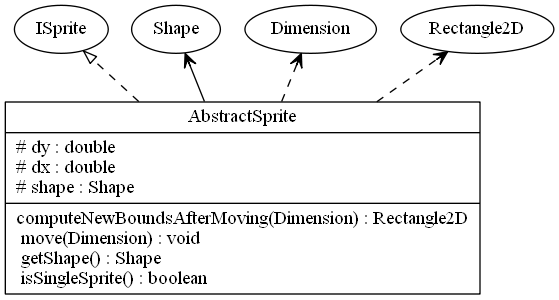 ISprite
Shape
Dimension
Rectangle2D
AbstractSprite
# dy : double
# dx : double
# shape : Shape
computeNewBoundsAfterMoving(Dimension) : Rectangle2D
move(Dimension) : void
getShape() : Shape
isSingleSprite() : boolean